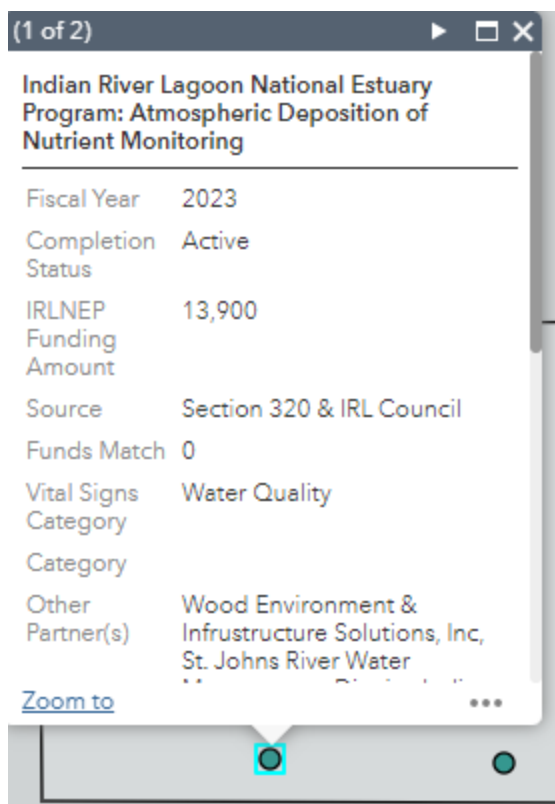 (1 of 2)
Indian River Lagoon National Estuary
Program: Atmospheric Deposition of
Nutrient Monitoring
Fiscal Year 2023
Completion Active
Status
IRLNEP 13,900
Funding
Amount
Source Section 320 & IRL Council
Funds Match 0
Vital Signs Water Quality
Category
Category
Other Wood Environment &
Partner(s) Infrustructure Solutions, Inc,
St. Johns River Water
Zoom to